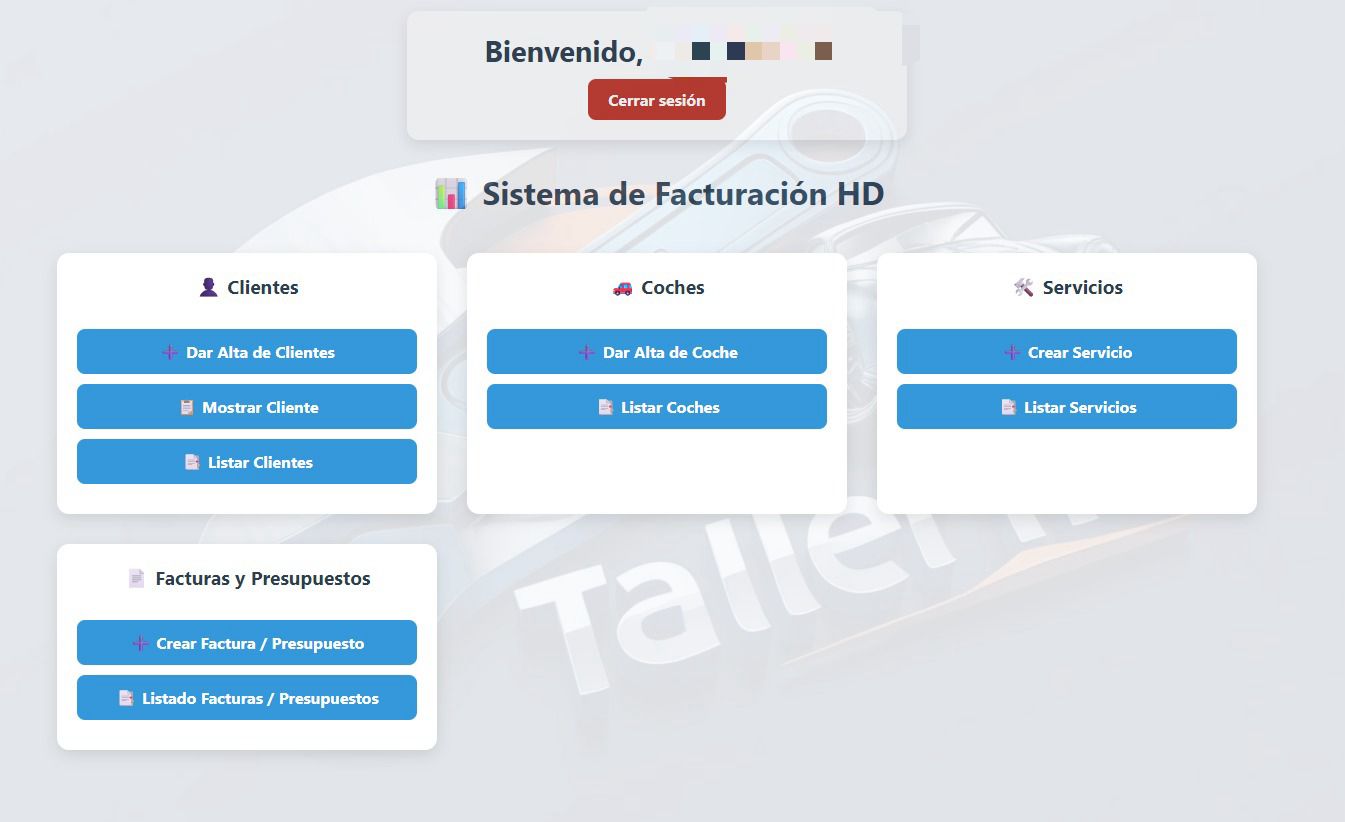 Bienvenido,
Cerrar sesión
Sistema de Facturación HD
Clientes
Dar Alta de Clientes
Mostrar Cliente
Listar Clientes
Coches
Dar Alta de Coche
Listar Coches
Servicios
Crear Servicio
Listar Servicios
Facturas y Presupuestos
Crear Factura / Presupuesto
Listado Facturas / Presupuestos
Taller